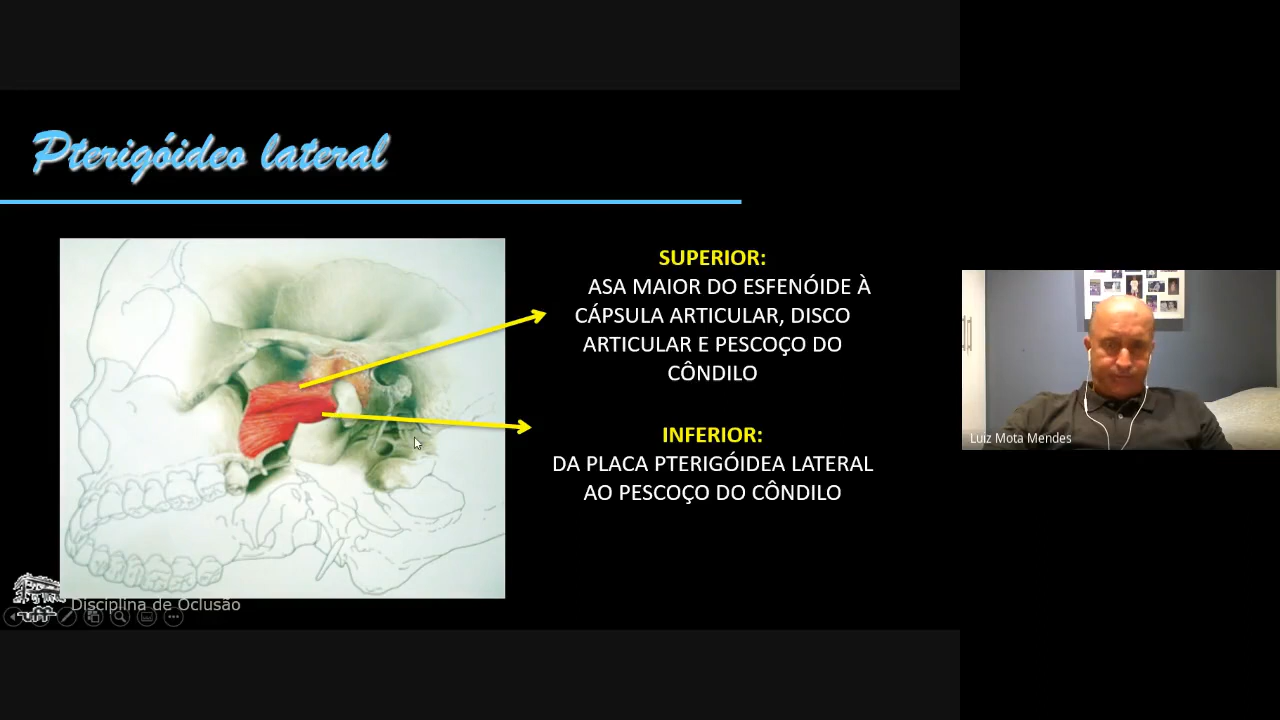 Pterigóideo lateral
SUPERIOR:
ASA MAIOR DO ESFENÓIDE À
CÁPSULA ARTICULAR, DISCO
ARTICULAR E PESCOÇO DO
CÔNDILO
INFERIOR:
DA PLACA PTERIGÓIDEA LATERAL
AO PESCOÇO DO CÔNDILO
Luiz Mota Mendes
Disciplina de Oclusão
uff